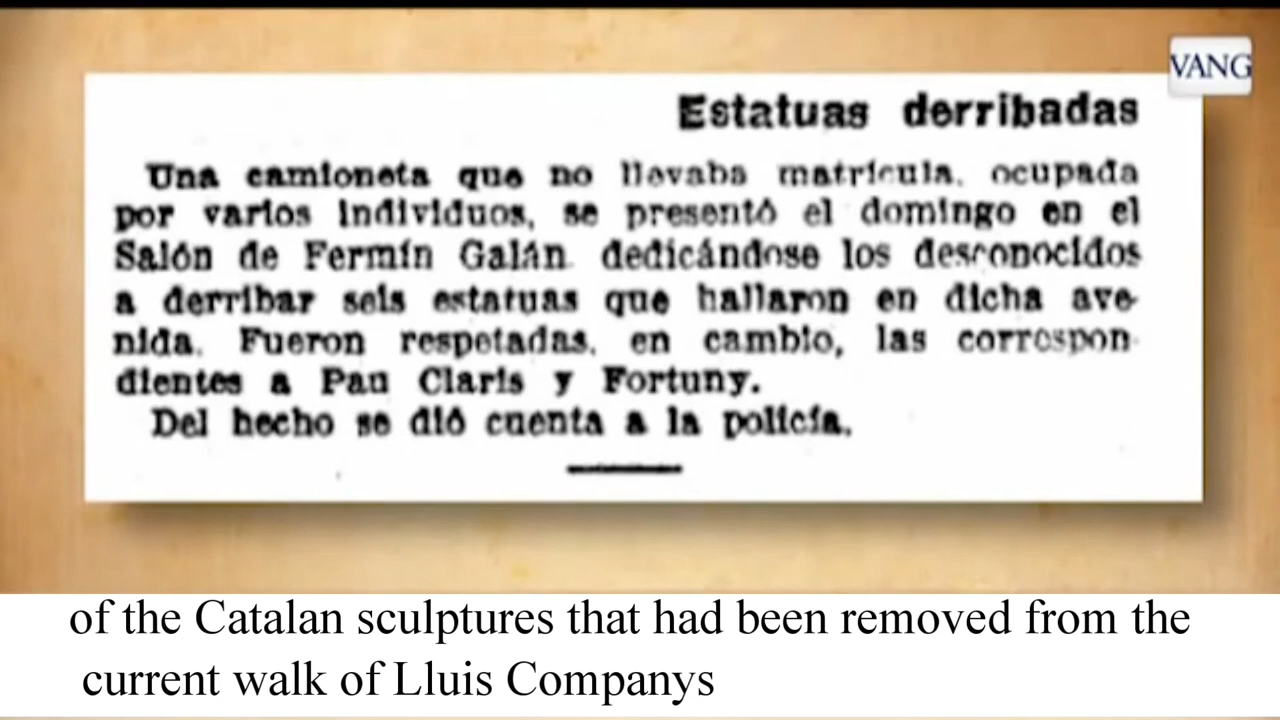 VANG
Estatuas derribadas
Una camioneta que no llevaba matrícula, ocupada
por varios individuos, se presentó el domingo en el
Salón de Fermín Galán dedicándose los desconocidos
a derribar seis estatuas que hallaron en dicha ave-
nida. Fueron respetadas, en cambio, las correspon-
dientes a Pau Claris y Fortuny.
Del hecho se dió cuenta a la policía.
of the Catalan sculptures that had been removed from the
current walk of Lluis Companys